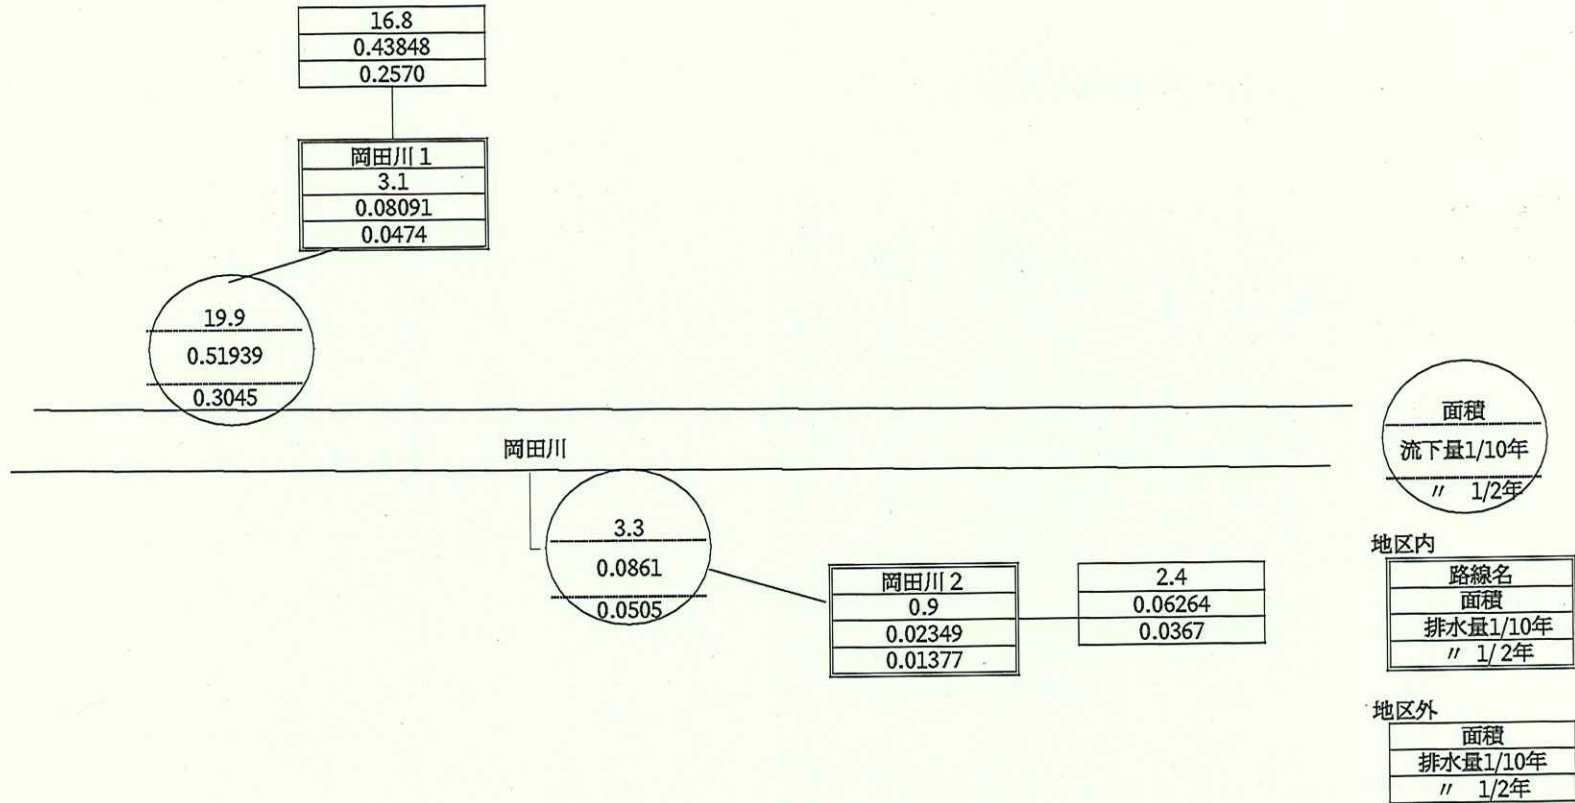 16.8
0.43848
0.2570
岡田川1
3.1
0.08091
0.0474
19.9
0.51939
0.3045
岡田川
3.3
0.0861
0.0505
岡田川2
0.9
0.02349
0.01377
2.4
0.06264
0.0367
面積
流下量1/10年
〃 1/2年
地区内
路線名
面積
排水量1/10年
〃 1/2年
地区外
面積
排水量1/10年
〃 1/2年